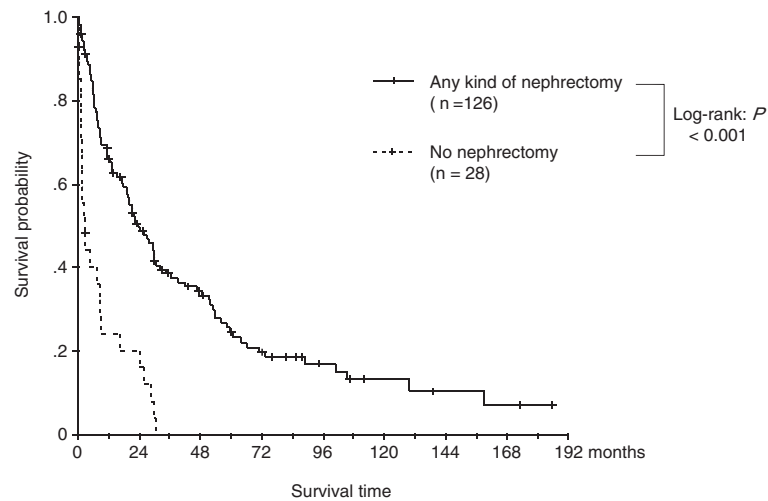 1.0
.8
.6
.4
.2
0
Survival probability
0 24 48 72 96 120 144 168 192 months
Survival time
Any kind of nephrectomy
( n =126)
No nephrectomy
(n = 28)
Log-rank: P
< 0.001